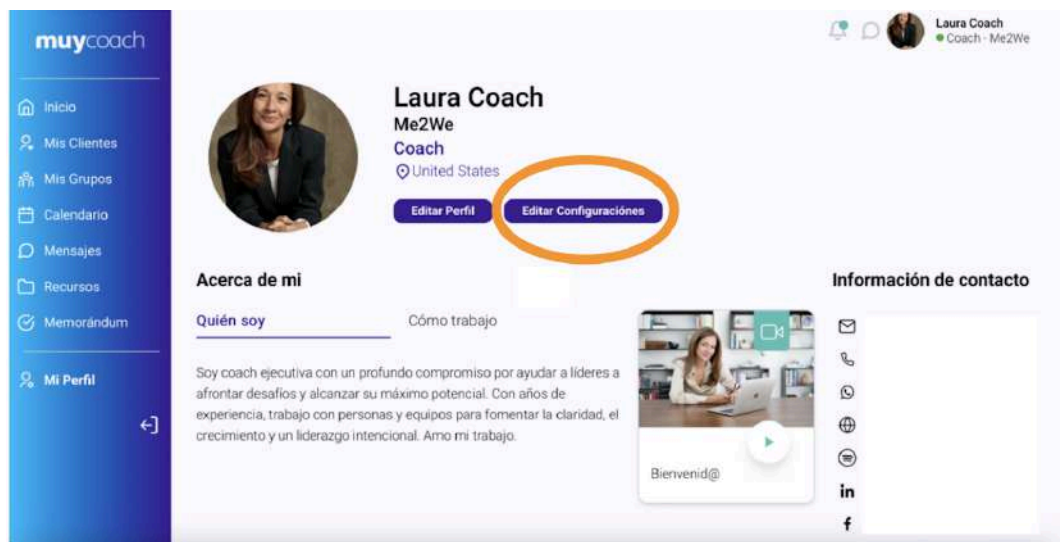 muycoach
Laura Coach
Coach - Me2We
Inicio
Mis Clientes
Mis Grupos
Calendario
Mensajes
Recursos
Memorándum
Mi Perfil
Laura Coach
Me2We
Coach
United States
Editar Perfil
Editar Configuraciónes
Acerca de mi
Quién soy
Cómo trabajo
Soy coach ejecutiva con un profundo compromiso por ayudar a líderes a
afrontar desafíos y alcanzar su máximo potencial. Con años de
experiencia, trabajo con personas y equipos para fomentar la claridad, el
crecimiento y un liderazgo intencional. Amo mi trabajo.
Bienvenid@
Información de contacto
in
f